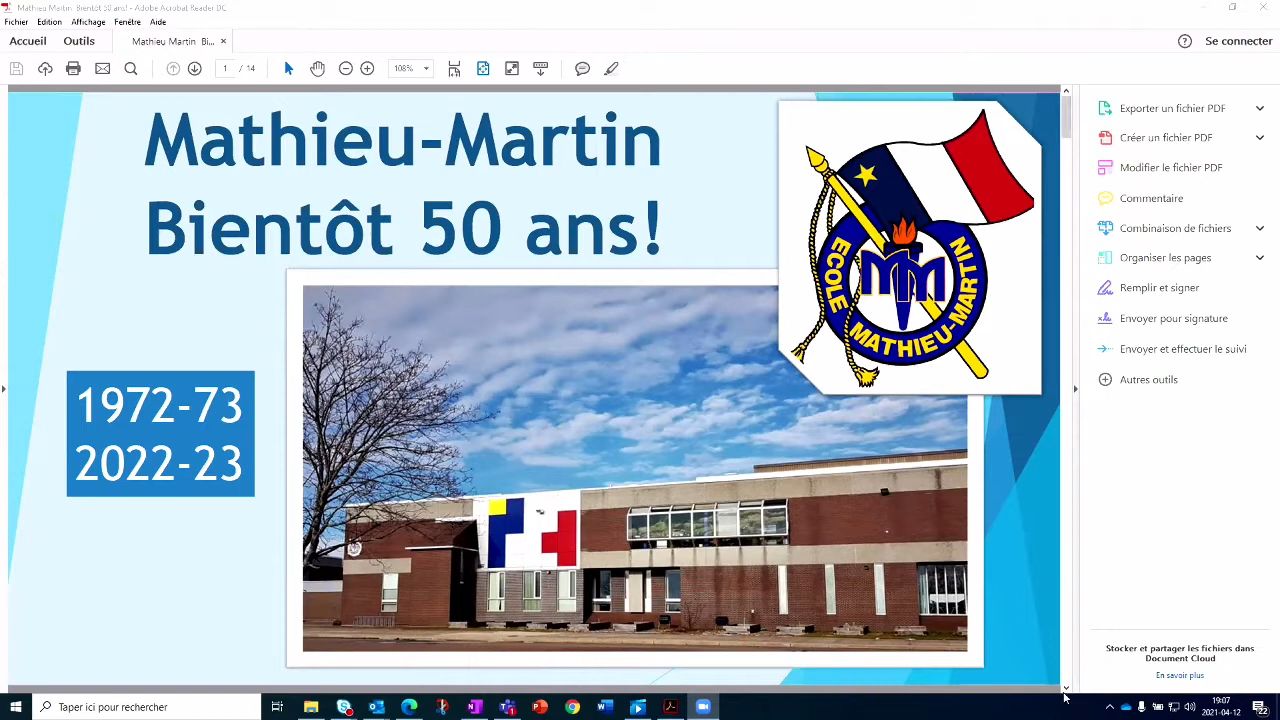 Mathieu Martin Bientôt 50 ans! - Adobe Acrobat Reader DC
Fichier Edition Affichage Fenêtre Aide
Accueil Outils Mathieu Martin Bi... × Se connecter
1 / 14 108%
Mathieu-Martin
Bientôt 50 ans!
1972-73
2022-23
ECOLE MATHIEU-MARTIN
MM
Exporter un fichier PDF
Créer un fichier PDF
Modifier le fichier PDF
Commentaire
Combinaison de fichiers
Organiser les pages
Remplir et signer
Envoyer pour signature
Envoyer et effectuer le suivi
Autres outils
Stocker et partager les fichiers dans
Document Cloud
En savoir plus
Taper ici pour rechercher
19:07
2021-04-12